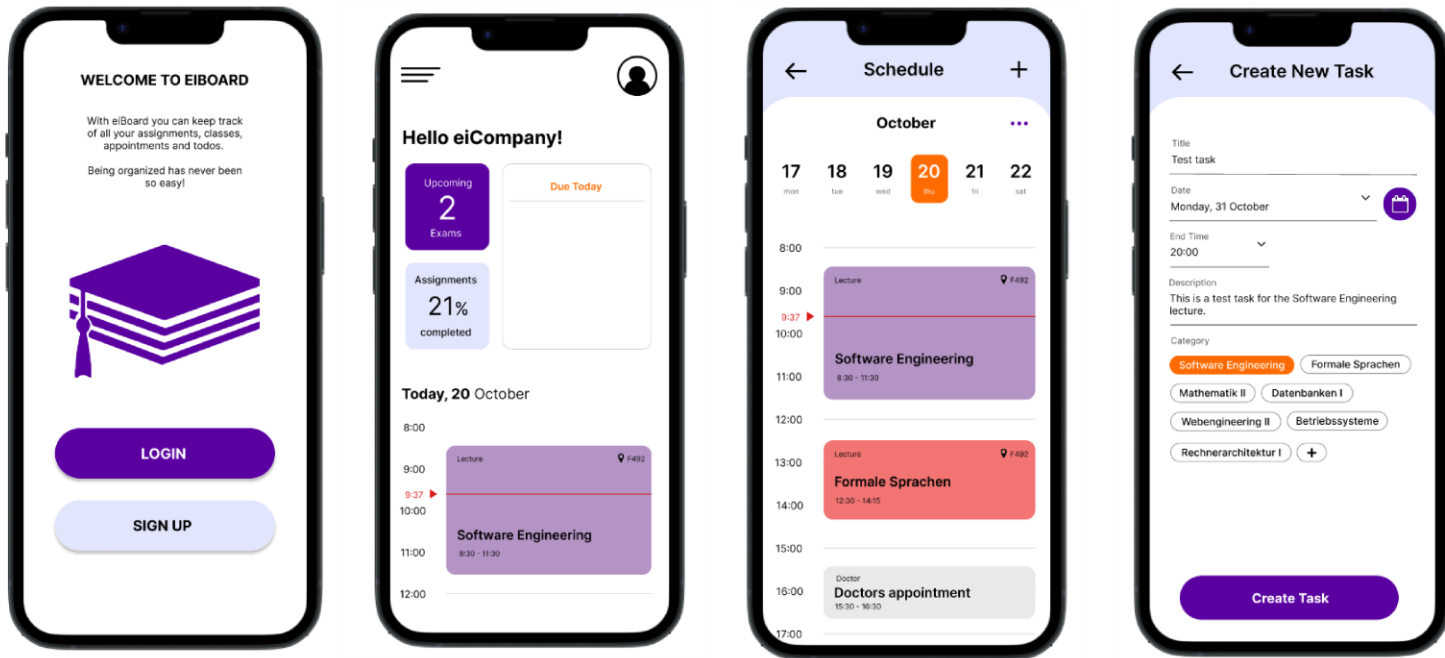 WELCOME TO EIBOARD
With eiBoard you can keep track
of all your assignments, classes,
appointments and todos.
Being organized has never been
so easy!
LOGIN
SIGN UP
Hello eiCompany!
Upcoming
2
Exams
Due Today
Assignments
21%
completed
Today, 20 October
8:00
Lecture
F492
9:00
9:37
10:00
Software Engineering
11:00
8:30 - 11:30
12:00
Schedule
+
October
17 18 19 20 21 22
mon tue wed thu fri sat
8:00
Lecture
F492
9:00
9:37
10:00
Software Engineering
11:00
8:30 - 11:30
12:00
Lecture
F492
13:00
Formale Sprachen
12:30 - 14:15
14:00
15:00
Doctor
16:00
Doctors appointment
15:30 - 16:30
17:00
Create New Task
Title
Test task
Date
Monday, 31 October
End Time
20:00
Description
This is a test task for the Software Engineering
lecture.
Category
Software Engineering
Formale Sprachen
Mathematik II
Datenbanken I
Webengineering II
Betriebssysteme
Rechnerarchitektur I
+
Create Task